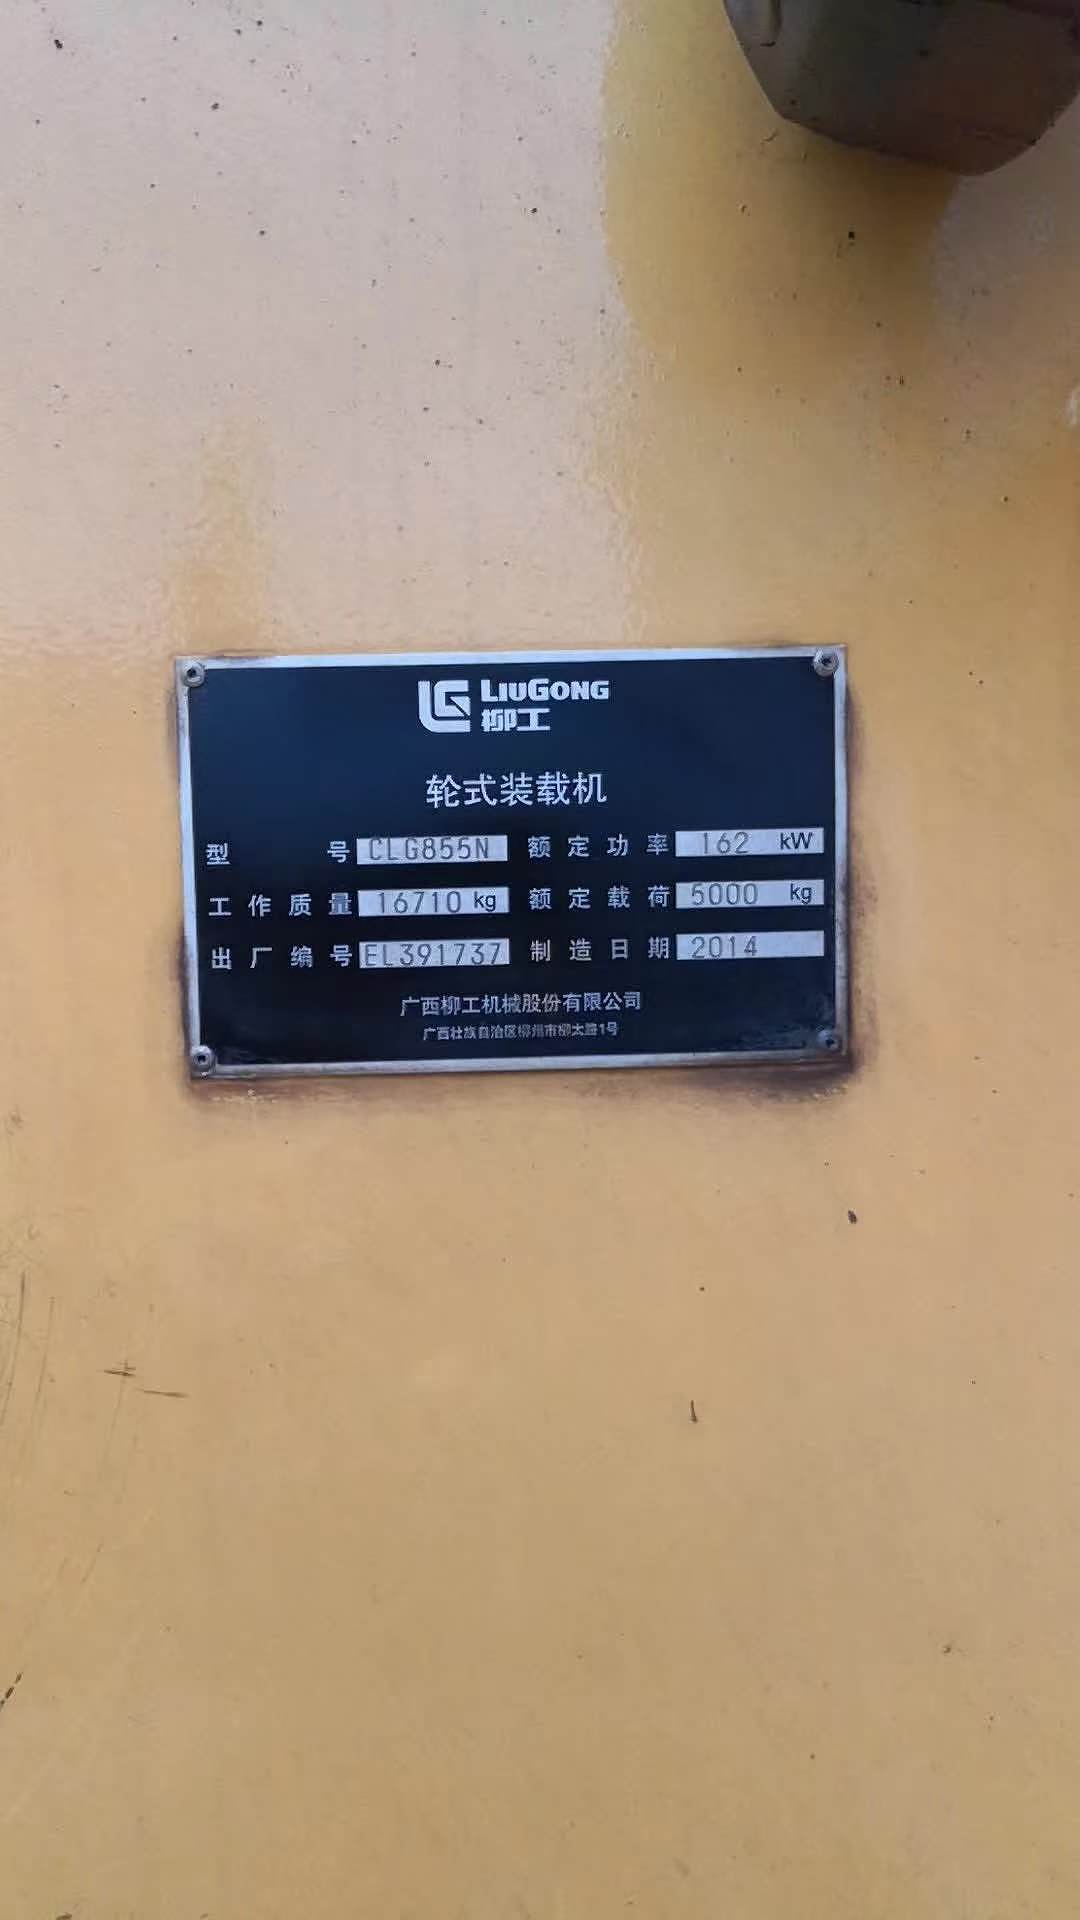 LG LIUGONG
柳工
轮式装载机
型号 CLG855N 额定功率 162 kW
工作质量 16710 kg 额定载荷 5000 kg
出厂编号 EL391737 制造日期 2014
广西柳工机械股份有限公司
广西壮族自治区柳州市柳太路1号